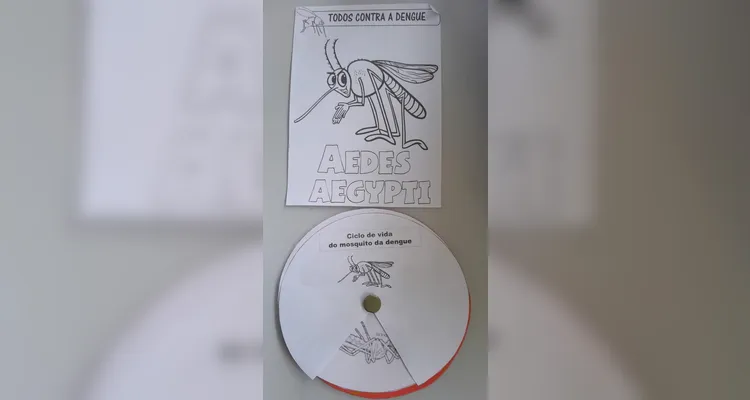 TODOS CONTRA A DENGUE
AEDES
AEGYPTI
Ciclo de vida
do mosquito da dengue